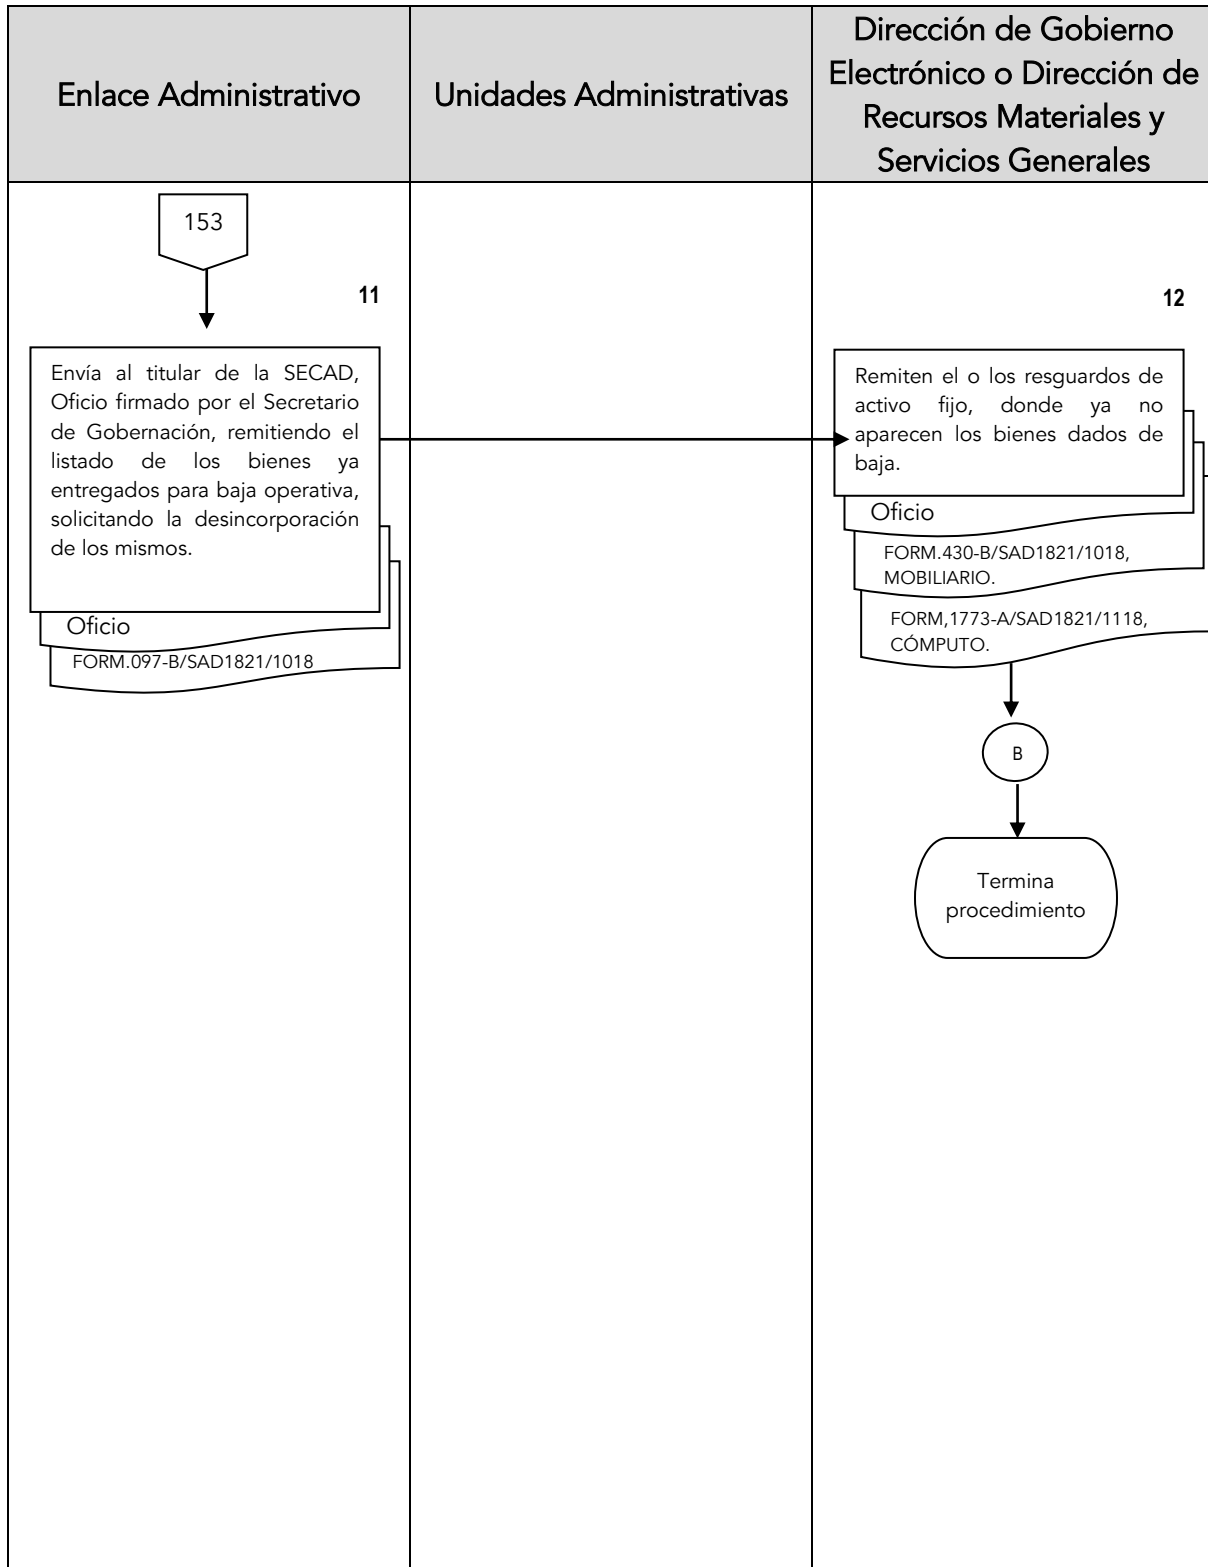 Enlace Administrativo
Unidades Administrativas
Dirección de Gobierno
Electrónico o Dirección de
Recursos Materiales y
Servicios Generales
153
11
Envía al titular de la SECAD,
Oficio firmado por el Secretario
de Gobernación, remitiendo el
listado de los bienes ya
entregados para baja operativa,
solicitando la desincorporación
de los mismos.
Oficio
FORM.097-B/SAD1821/1018
12
Remiten el o los resguardos de
activo fijo, donde ya no
aparecen los bienes dados de
baja.
Oficio
FORM.430-B/SAD1821/1018,
MOBILIARIO.
FORM,1773-A/SAD1821/1118,
CÓMPUTO.
B
Termina
procedimiento